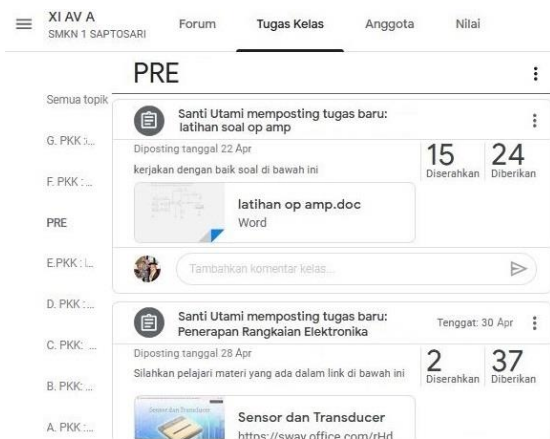 XI AV A
SMKN 1 SAPTOSARI
Forum
Tugas Kelas
Anggota
Nilai
PRE
Semua topik
G. PKK :...
F. PKK : ...
PRE
E.PKK : ...
D. PKK :...
C. PKK: ...
B. PKK:...
A. PKK :...
Santi Utami memposting tugas baru:
latihan soal op amp
Diposting tanggal 22 Apr
kerjakan dengan baik soal di bawah ini
15
Diserahkan
24
Diberikan
latihan op amp.doc
Word
Tambahkan komentar kelas...
Santi Utami memposting tugas baru:
Penerapan Rangkaian Elektronika
Tenggat: 30 Apr
Diposting tanggal 28 Apr
Silahkan pelajari materi yang ada dalam link di bawah ini
2
Diserahkan
37
Diberikan
Sensor dan Transducer
Sensor dan Transducer
https://sway.office.com/rHd